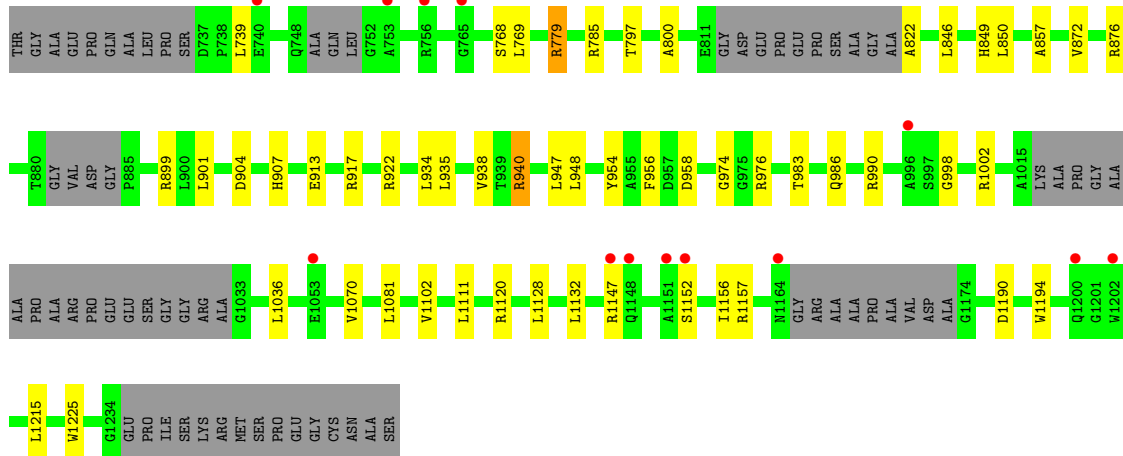 THR GLY ALA GLU PRO GLN ALA LEU PRO SER D737 P738 L739 E740 Q748 ALA GLN LEU G752 A753 R756 G765 S768 L769 R779 R785 T797 A800 E811 GLY ASP GLU PRO GLU PRO SER ALA GLY ALA A822 L846 H849 L850 A857 V872 R876
T880 GLY VAL ASP GLY P885 R899 L900 L901 D904 H907 E913 R917 R922 L934 L935 V938 T939 R940 L947 L948 Y954 A955 F956 D957 D958 G974 G975 R976 T983 Q986 R990 A996 S997 G998 R1002 A1015 LYS ALA PRO GLY ALA
ALA PRO ALA ARG PRO GLU GLU SER GLY GLY ARG ALA G1033 L1036 E1053 V1070 L1081 V1102 L1111 R1120 L1128 L1132 R1147 Q1148 A1151 S1152 I1156 R1157 N1164 GLY ARG ALA ALA PRO ALA VAL ASP ALA G1174 D1190 W1194 Q1200 G1201 W1202
L1215 W1225 G1234 GLU PRO ILE SER LYS ARG MET SER PRO GLU GLY CYS ASN ALA SER